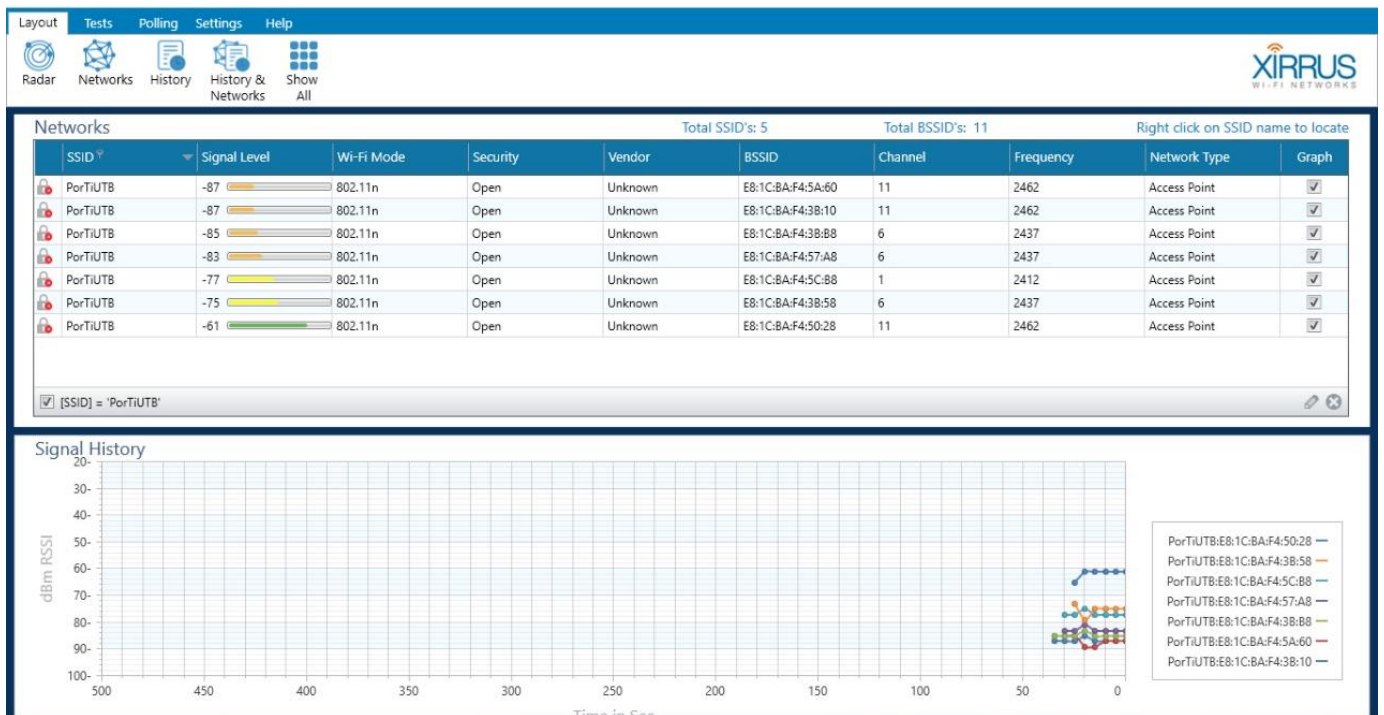 Layout Tests Polling Settings Help
Radar Networks History History & Networks Show All
XIRRUS
WI-FI NETWORKS
Networks Total SSID's: 5 Total BSSID's: 11 Right click on SSID name to locate
SSID Signal Level Wi-Fi Mode Security Vendor BSSID Channel Frequency Network Type Graph
PorTiUTB -87 802.11n Open Unknown E8:1C:BA:F4:5A:60 11 2462 Access Point
PorTiUTB -87 802.11n Open Unknown E8:1C:BA:F4:3B:10 11 2462 Access Point
PorTiUTB -85 802.11n Open Unknown E8:1C:BA:F4:3B:B8 6 2437 Access Point
PorTiUTB -83 802.11n Open Unknown E8:1C:BA:F4:57:A8 6 2437 Access Point
PorTiUTB -77 802.11n Open Unknown E8:1C:BA:F4:5C:B8 1 2412 Access Point
PorTiUTB -75 802.11n Open Unknown E8:1C:BA:F4:3B:58 6 2437 Access Point
PorTiUTB -61 802.11n Open Unknown E8:1C:BA:F4:50:28 11 2462 Access Point
[SSID] = 'PorTiUTB'
Signal History
20-
30-
40-
50-
60-
70-
80-
90-
100-
dBm RSSI
500 450 400 350 300 250 200 150 100 50 0
Time in Sec
PorTiUTB:E8:1C:BA:F4:50:28
PorTiUTB:E8:1C:BA:F4:3B:58
PorTiUTB:E8:1C:BA:F4:5C:B8
PorTiUTB:E8:1C:BA:F4:57:A8
PorTiUTB:E8:1C:BA:F4:3B:B8
PorTiUTB:E8:1C:BA:F4:5A:60
PorTiUTB:E8:1C:BA:F4:3B:10